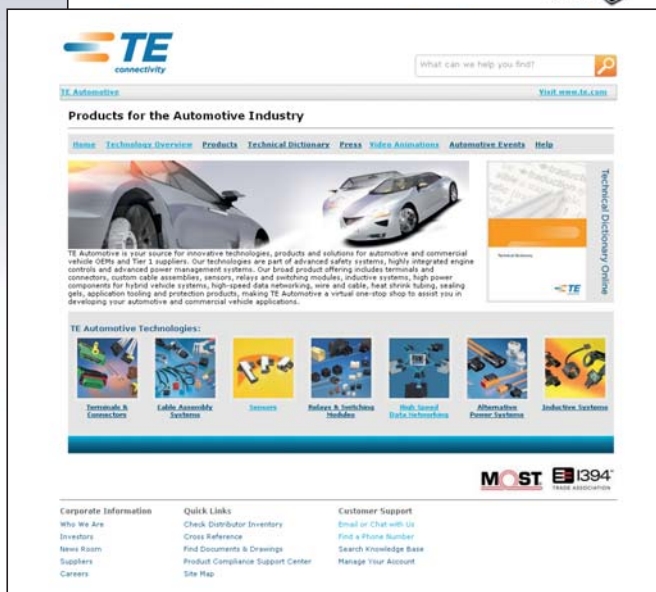 TE
connectivity
What can we help you find?
TE Automotive
Visit www.te.com
Products for the Automotive Industry
Home Technology Overview Products Technical Dictionary Press Video Animations Automotive Events Help
TE Automotive is your source for innovative technologies, products and solutions for automotive and commercial
vehicle OEMs and Tier 1 suppliers. Our technologies are part of advanced safety systems, highly integrated engine
controls and advanced power management systems. Our broad product offering includes terminals and
connectors, custom cable assemblies, sensors, relays and switching modules, inductive systems, high power
components for hybrid vehicle systems, high-speed data networking, wire and cable, heat shrink tubing, sealing
gels, application tooling and protection products, making TE Automotive a virtual one-stop shop to assist you in
developing your automotive and commercial vehicle applications.
Technical Dictionary
TE
Technical Dictionary Online
TE Automotive Technologies:
Terminals &
Connectors
Cable Assembly
Systems
Sensors
Relays & Switching
Modules
High Speed
Data Networking
Alternative
Power Systems
Inductive Systems
MOST
1394
TRADE ASSOCIATION
Corporate Information
Who We Are
Investors
News Room
Suppliers
Careers
Quick Links
Check Distributor Inventory
Cross Reference
Find Documents & Drawings
Product Compliance Support Center
Site Map
Customer Support
Email or Chat with Us
Find a Phone Number
Search Knowledge Base
Manage Your Account